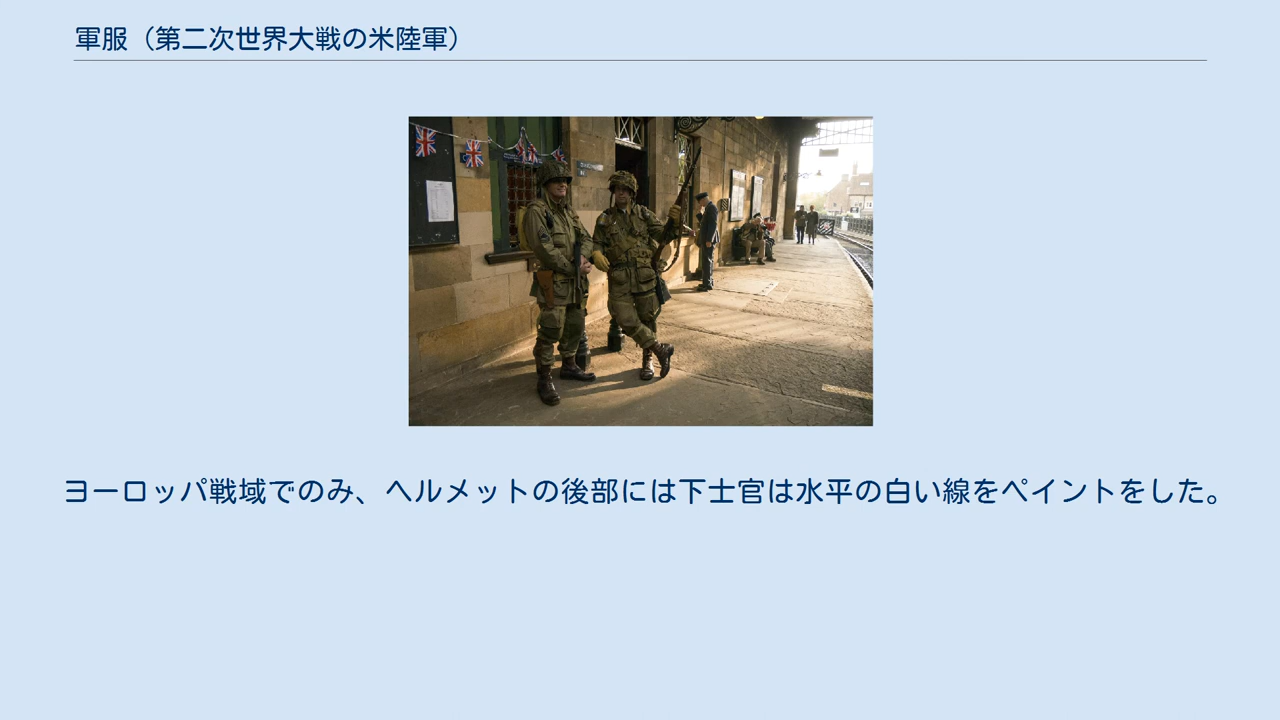 軍服（第二次世界大戦の米陸軍）
ヨーロッパ戦域でのみ、ヘルメットの後部には下士官は水平の白い線をペイントをした。